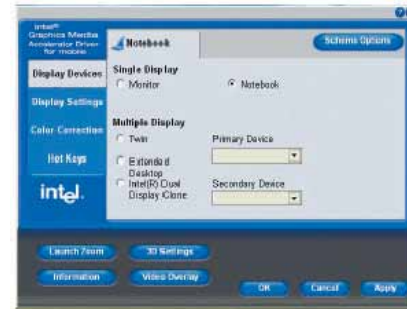 intel®
Graphics Media
Accelerator Driver
for mobile
Notebook
Scheme Options
Display Devices
Display Settings
Color Correction
Hot Keys
intel.
Single Display
Monitor
Notebook
Multiple Display
Twin
Primary Device
Extended
Desktop
Intel(R) Dual
Display Clone
Secondary Device
Launch Zoom
3D Settings
Information
Video Overlay
OK
Cancel
Apply